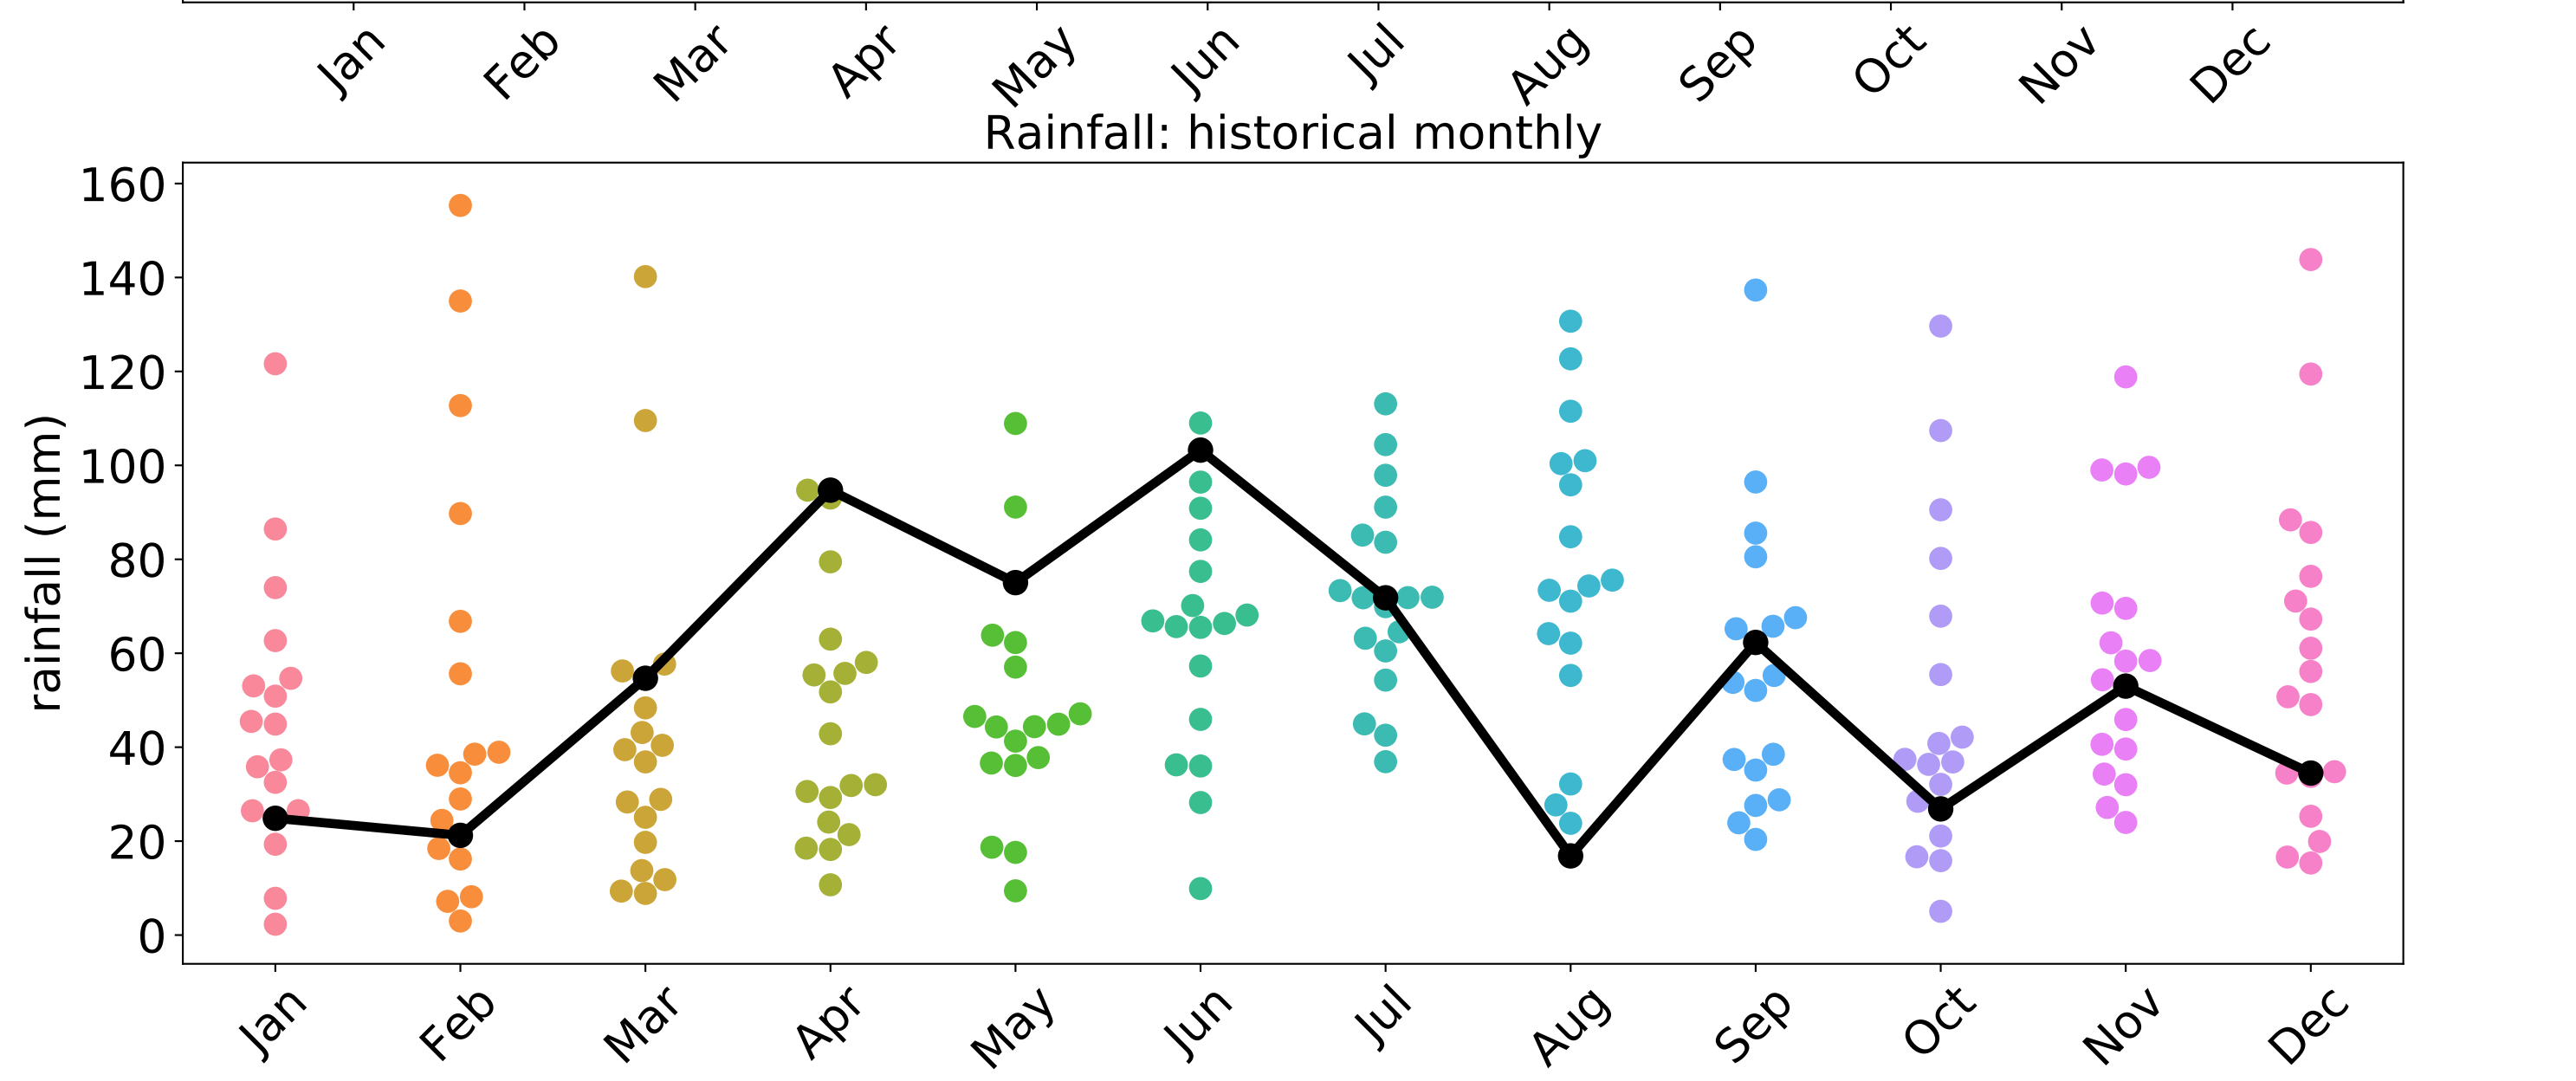 Jan Feb Mar Apr May Jun Jul Aug Sep Oct Nov Dec
Rainfall: historical monthly
rainfall (mm)
160
140
120
100
80
60
40
20
0
Jan Feb Mar Apr May Jun Jul Aug Sep Oct Nov Dec